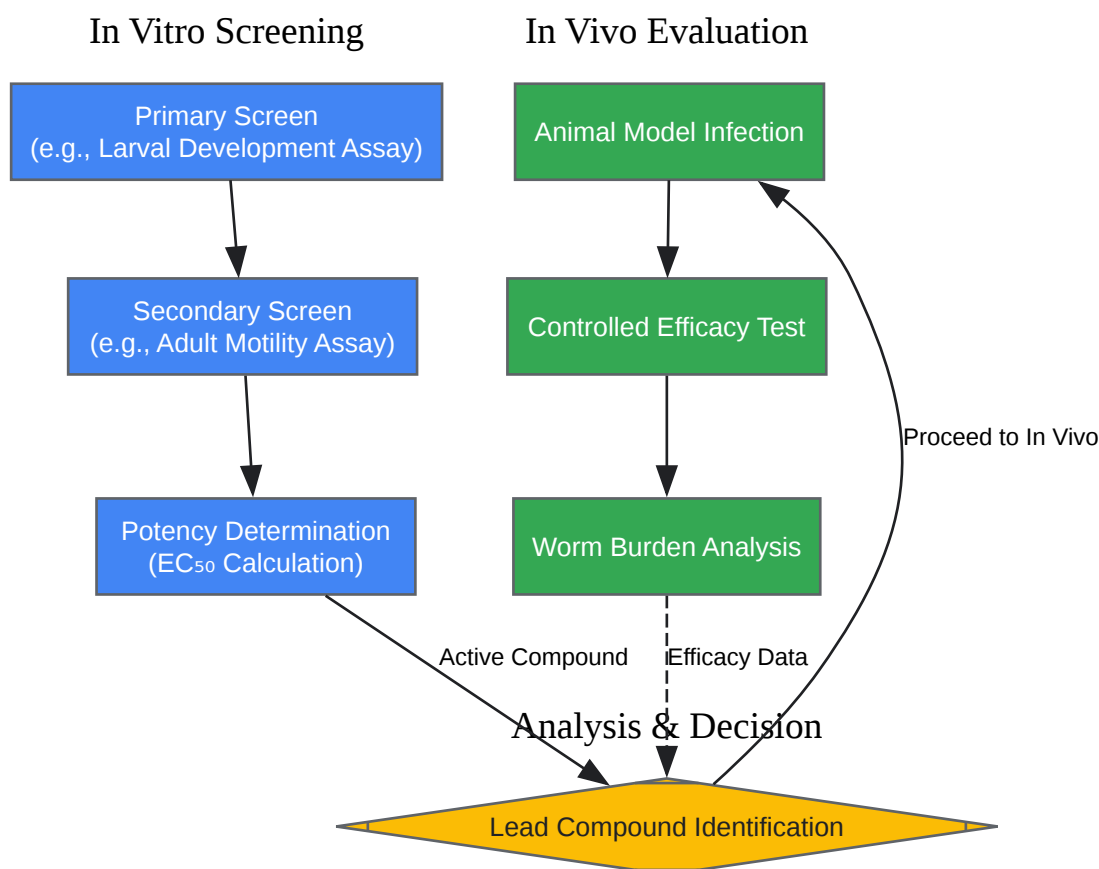 In Vitro Screening
Primary Screen
(e.g., Larval Development Assay)
Secondary Screen
(e.g., Adult Motility Assay)
Potency Determination
(EC₅₀ Calculation)
Active Compound
In Vivo Evaluation
Animal Model Infection
Controlled Efficacy Test
Worm Burden Analysis
Efficacy Data
Proceed to In Vivo
Analysis & Decision
Lead Compound Identification